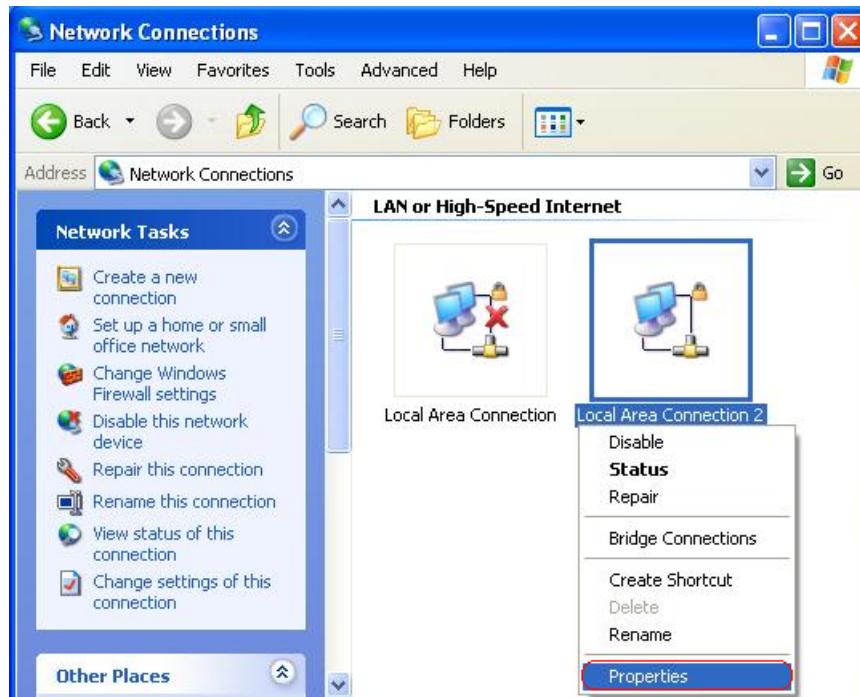 Network Connections
File Edit View Favorites Tools Advanced Help
Back Search Folders
Address Network Connections Go
Network Tasks
Create a new
connection
Set up a home or small
office network
Change Windows
Firewall settings
Disable this network
device
Repair this connection
Rename this connection
View status of this
connection
Change settings of this
connection
Other Places
LAN or High-Speed Internet
Local Area Connection
Local Area Connection 2
Disable
Status
Repair
Bridge Connections
Create Shortcut
Delete
Rename
Properties